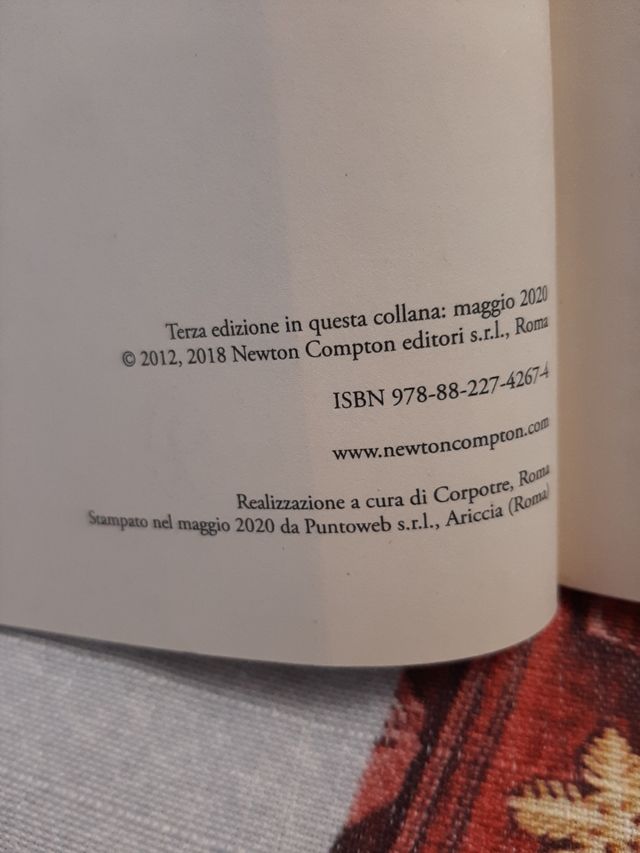 Terza edizione in questa collana: maggio 2020
© 2012, 2018 Newton Compton editori s.r.l., Roma
ISBN 978-88-227-4267-4
www.newtoncompton.com
Realizzazione a cura di Corpotre, Roma
Stampato nel maggio 2020 da Puntoweb s.r.l., Ariccia (Roma)